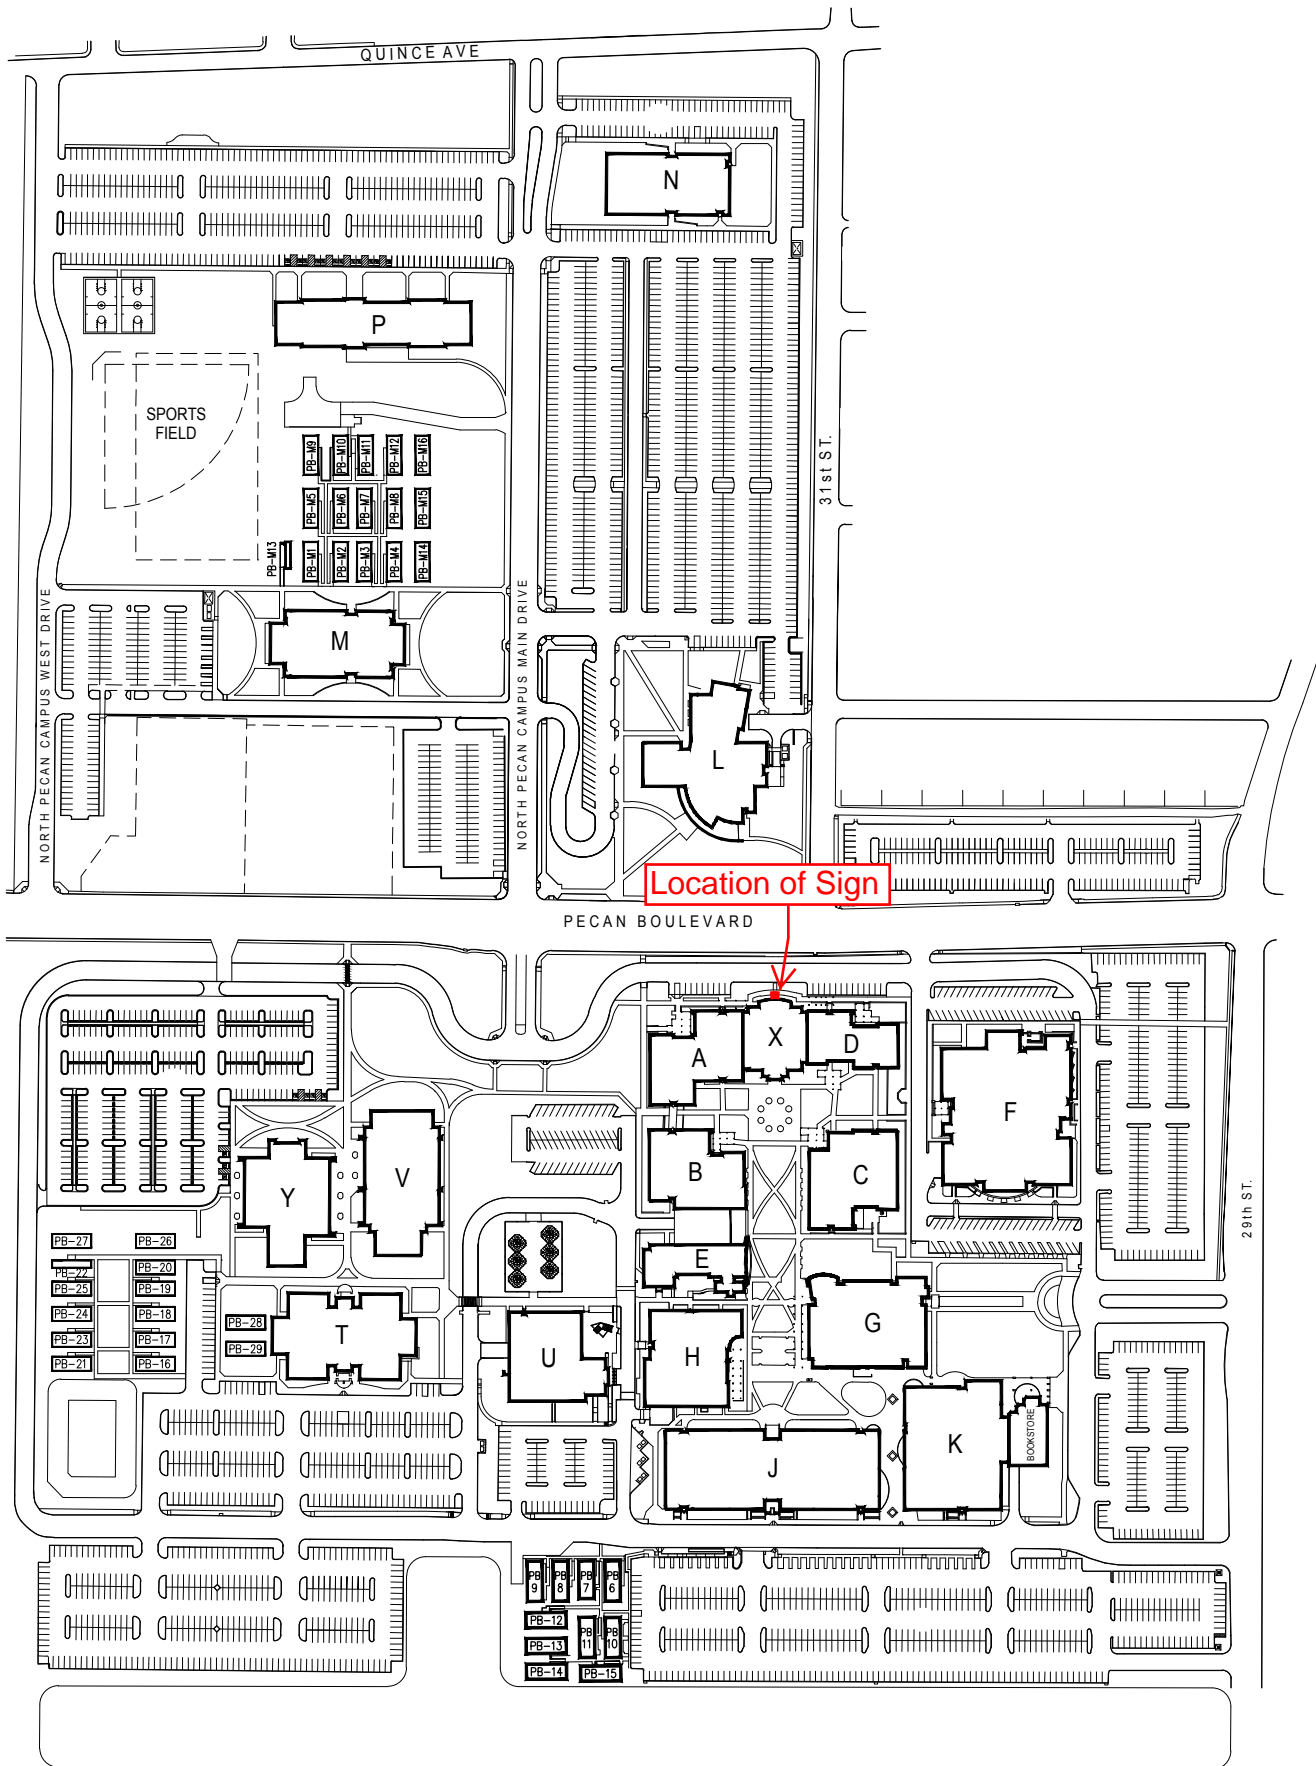 QUINCE AVE
N
P
SPORTS
FIELD
PB-M9
PB-M10
PB-M11
PB-M12
PB-M16
31st ST.
PB-M5
PB-M6
PB-M7
PB-M8
PB-M15
PB-M13
PB-M1
PB-M2
PB-M3
PB-M4
PB-M14
NORTH PECAN CAMPUS WEST DRIVE
M
NORTH PECAN CAMPUS MAIN DRIVE
L
Location of Sign
PECAN BOULEVARD
A
X
D
F
Y
V
B
C
29th ST.
PB-27
PB-26
PB-22
PB-20
PB-25
PB-19
PB-24
PB-18
PB-23
PB-17
PB-21
PB-16
PB-28
PB-29
T
E
U
H
G
J
K
BOOKSTORE
PB
9
PB
8
PB
7
PB
6
PB-12
PB-13
PB
11
PB
10
PB-14
PB-15